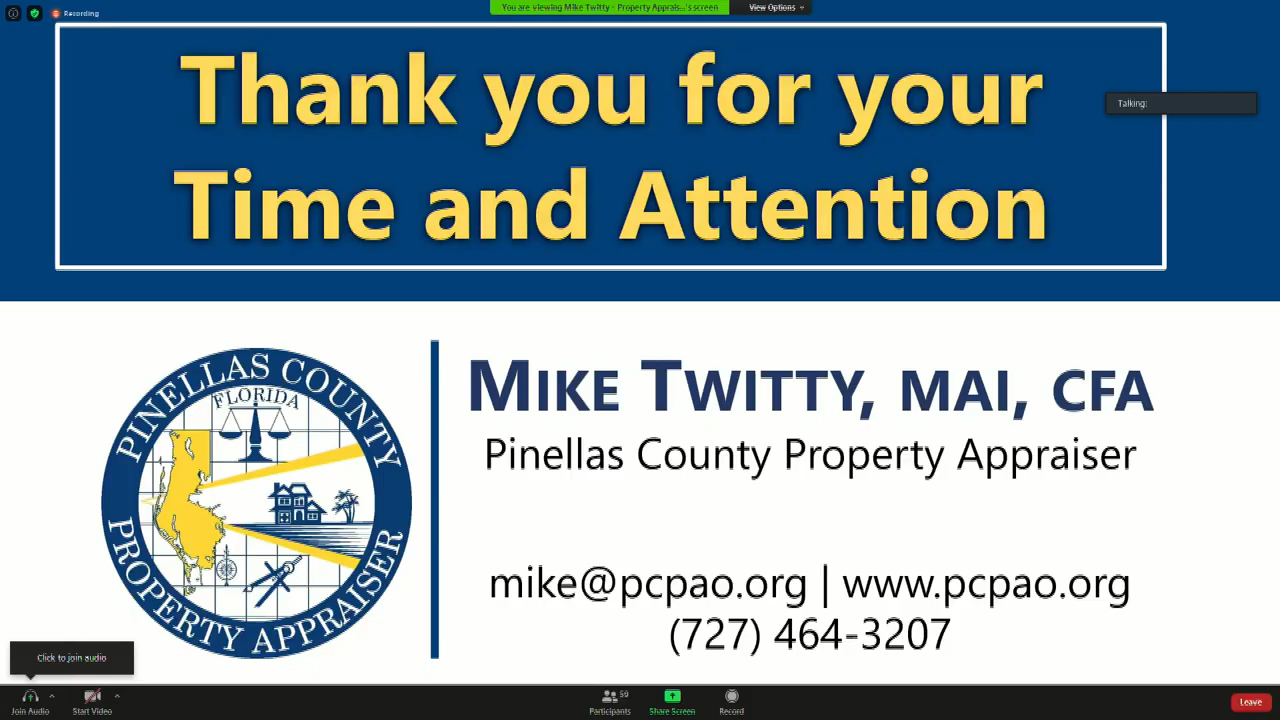 Recording
You are viewing Mike Twitty - Property Apprais...'s screen
View Options
Thank you for your
Time and Attention
Talking:
PINELLAS COUNTY
FLORIDA
PROPERTY APPRAISER
MIKE TWITTY, MAI, CFA
Pinellas County Property Appraiser
mike@pcpao.org | www.pcpao.org
(727) 464-3207
Click to join audio
Join Audio
Start Video
59
Participants
Share Screen
Record
Leave